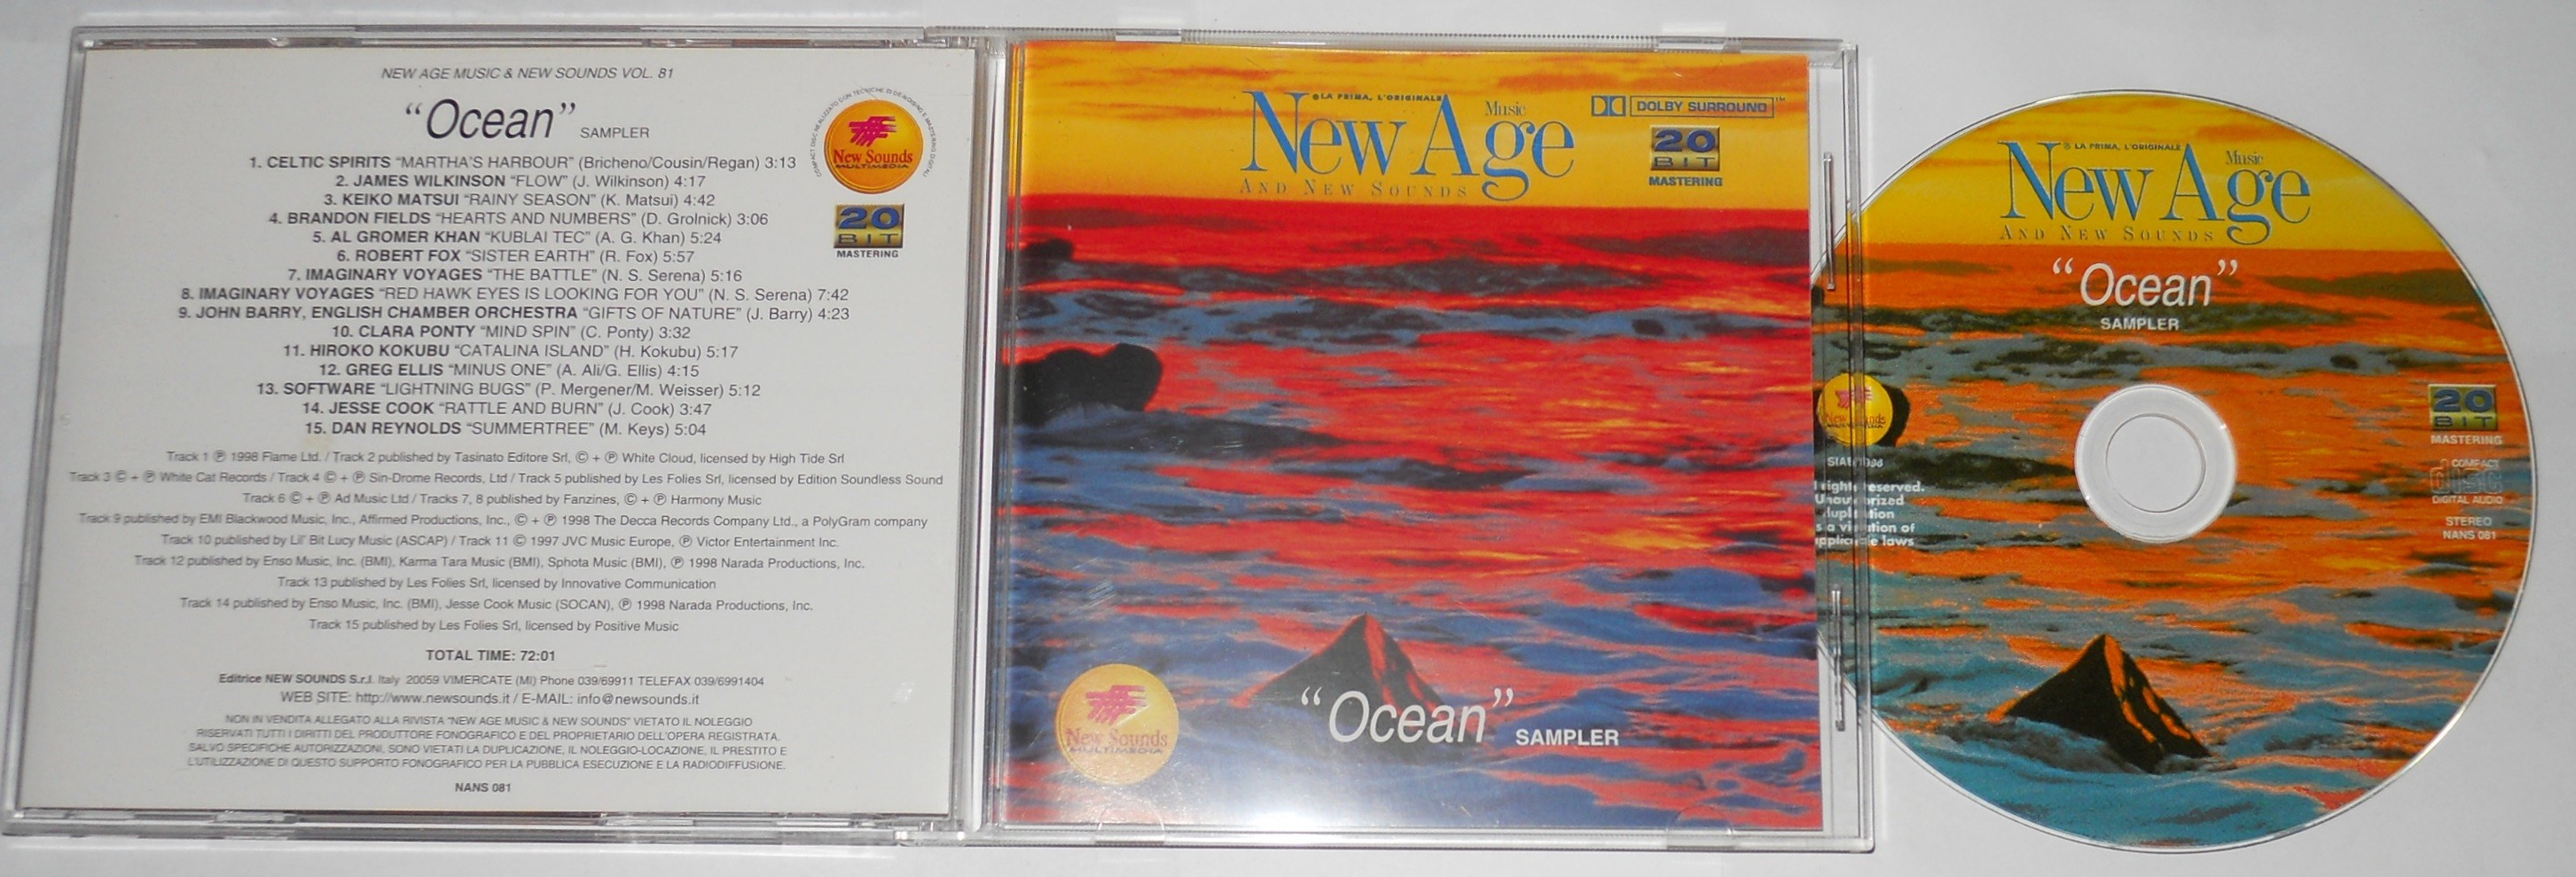 NEW AGE MUSIC & NEW SOUNDS VOL. 81
“Ocean” SAMPLER
1. CELTIC SPIRITS “MARTHA'S HARBOUR” (Bricheno/Cousin/Regan) 3:13
2. JAMES WILKINSON “FLOW” (J. Wilkinson) 4:17
3. KEIKO MATSUI “RAINY SEASON” (K. Matsui) 4:42
4. BRANDON FIELDS “HEARTS AND NUMBERS” (D. Grolnick) 3:06
5. AL GROMER KHAN “KUBLAI TEC” (A. G. Khan) 5:24
6. ROBERT FOX “SISTER EARTH” (R. Fox) 5:57
7. IMAGINARY VOYAGES “THE BATTLE” (N. S. Serena) 5:16
8. IMAGINARY VOYAGES “RED HAWK EYES IS LOOKING FOR YOU” (N. S. Serena) 7:42
9. JOHN BARRY, ENGLISH CHAMBER ORCHESTRA “GIFTS OF NATURE” (J. Barry) 4:23
10. CLARA PONTY “MIND SPIN” (C. Ponty) 3:32
11. HIROKO KOKUBU “CATALINA ISLAND” (H. Kokubu) 5:17
12. GREG ELLIS “MINUS ONE” (A. Ali/G. Ellis) 4:15
13. SOFTWARE “LIGHTNING BUGS” (P. Mergener/M. Weisser) 5:12
14. JESSE COOK “RATTLE AND BURN” (J. Cook) 3:47
15. DAN REYNOLDS “SUMMERTREE” (M. Keys) 5:04
Track 1 ℗ 1998 Flame Ltd. / Track 2 published by Tasinato Editore Srl, © + ℗ White Cloud, licensed by High Tide Srl
Track 3 © + ℗ White Cat Records / Track 4 © + ℗ Sin-Drome Records, Ltd / Track 5 published by Les Folies Srl, licensed by Edition Soundless Sound
Track 6 © + ℗ Ad Music Ltd / Tracks 7, 8 published by Fanzines, © + ℗ Harmony Music
Track 9 published by EMI Blackwood Music, Inc., Affirmed Productions, Inc., © + ℗ 1998 The Decca Records Company Ltd., a PolyGram company
Track 10 published by Lil' Bit Lucy Music (ASCAP) / Track 11 © 1997 JVC Music Europe, ℗ Victor Entertainment Inc.
Track 12 published by Enso Music, Inc. (BMI), Karma Tara Music (BMI), Sphota Music (BMI), ℗ 1998 Narada Productions, Inc.
Track 13 published by Les Folies Srl, licensed by Innovative Communication
Track 14 published by Enso Music, Inc. (BMI), Jesse Cook Music (SOCAN), ℗ 1998 Narada Productions, Inc.
Track 15 published by Les Folies Srl, licensed by Positive Music
TOTAL TIME: 72:01
Editrice NEW SOUNDS S.r.l. Italy 20059 VIMERCATE (MI) Phone 039/69911 TELEFAX 039/6991404
WEB SITE: http://www.newsounds.it / E-MAIL: info@newsounds.it
NON IN VENDITA ALLEGATO ALLA RIVISTA “NEW AGE MUSIC & NEW SOUNDS” VIETATO IL NOLEGGIO
RISERVATI TUTTI I DIRITTI DEL PRODUTTORE FONOGRAFICO E DEL PROPRIETARIO DELL'OPERA REGISTRATA.
SALVO SPECIFICHE AUTORIZZAZIONI, SONO VIETATI LA DUPLICAZIONE, IL NOLEGGIO-LOCAZIONE, IL PRESTITO E
L'UTILIZZAZIONE DI QUESTO SUPPORTO FONOGRAFICO PER LA PUBBLICA ESECUZIONE E LA RADIODIFFUSIONE.
NANS 081
New Sounds
MULTIMEDIA
20
BIT
MASTERING
® LA PRIMA, L'ORIGINALE
New Age Music
AND NEW SOUNDS
DOLBY SURROUND™
20
BIT
MASTERING
New Sounds
MULTIMEDIA
“Ocean” SAMPLER
® LA PRIMA, L'ORIGINALE
New Age Music
AND NEW SOUNDS
“Ocean”
SAMPLER
New Sounds
MULTIMEDIA
reserved.
of
laws
20
BIT
MASTERING
COMPACT
disc
DIGITAL AUDIO
STEREO
NANS 081